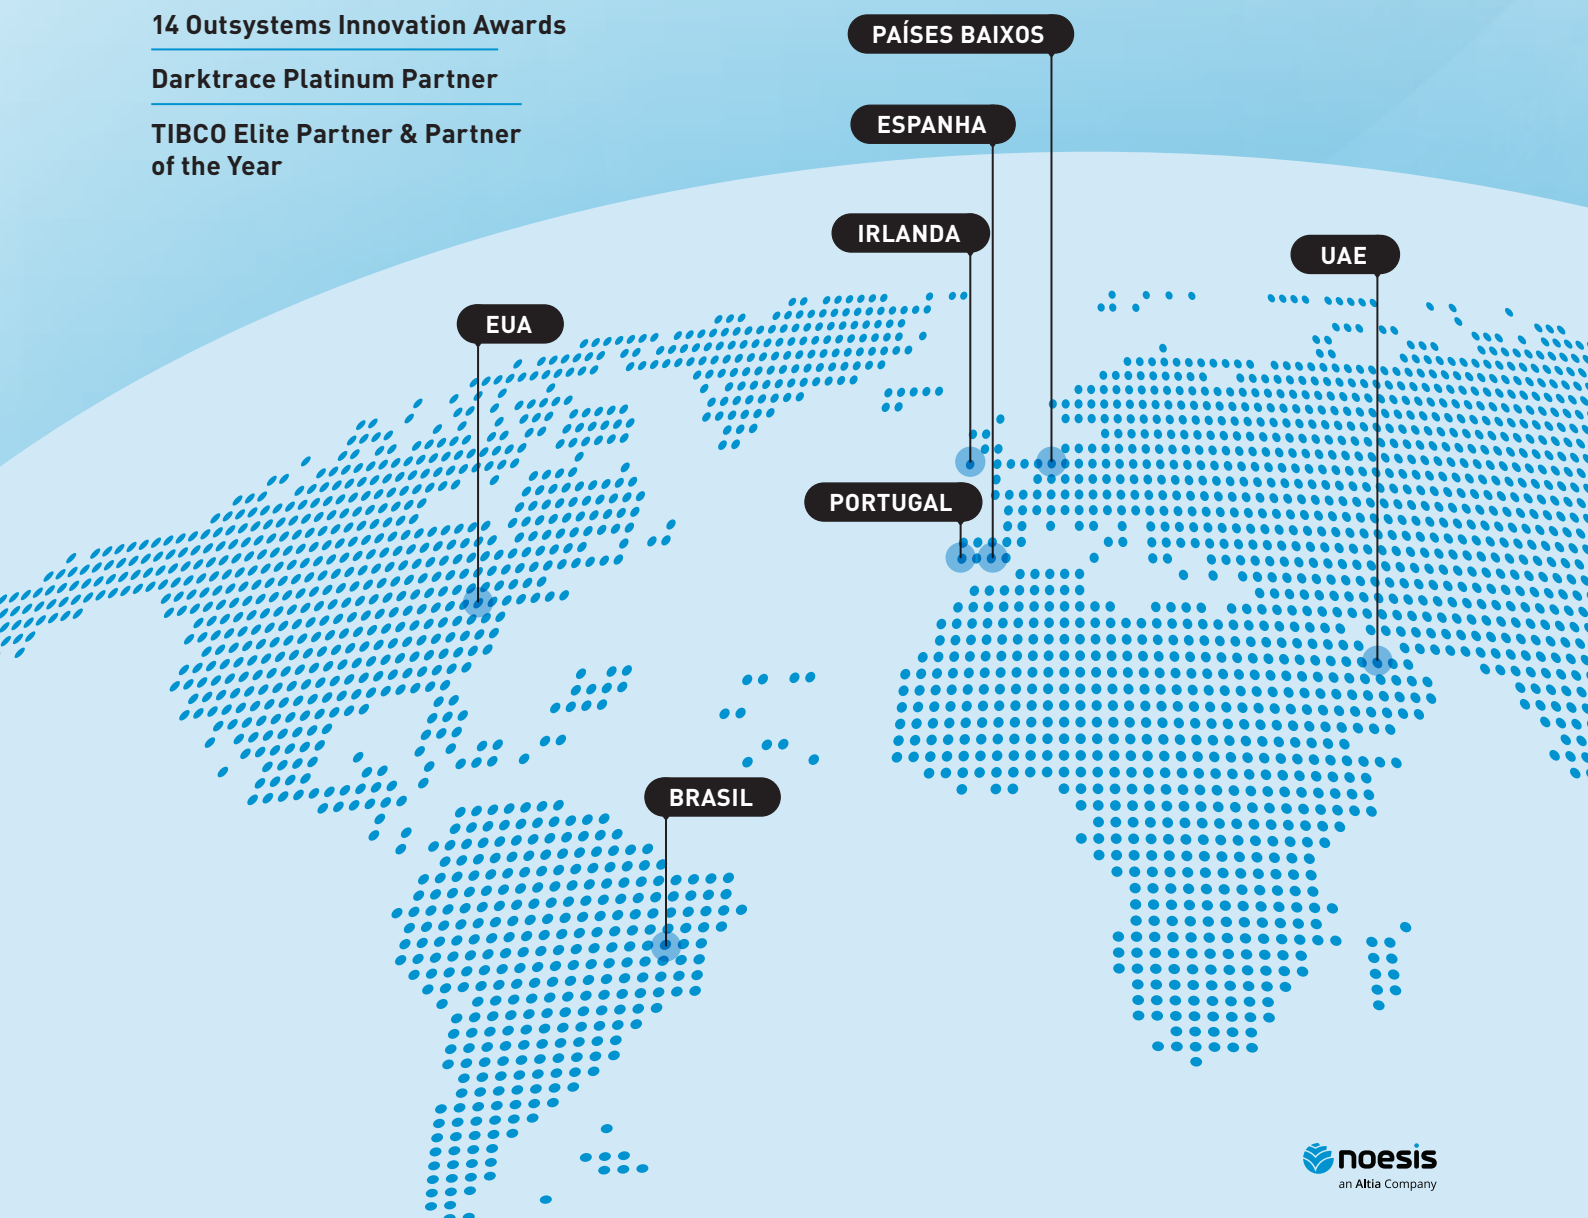 14 Outsystems Innovation Awards
Darktrace Platinum Partner
TIBCO Elite Partner & Partner
of the Year
PAÍSES BAIXOS
ESPANHA
IRLANDA
UAE
EUA
PORTUGAL
BRASIL
noesis
an Altia Company